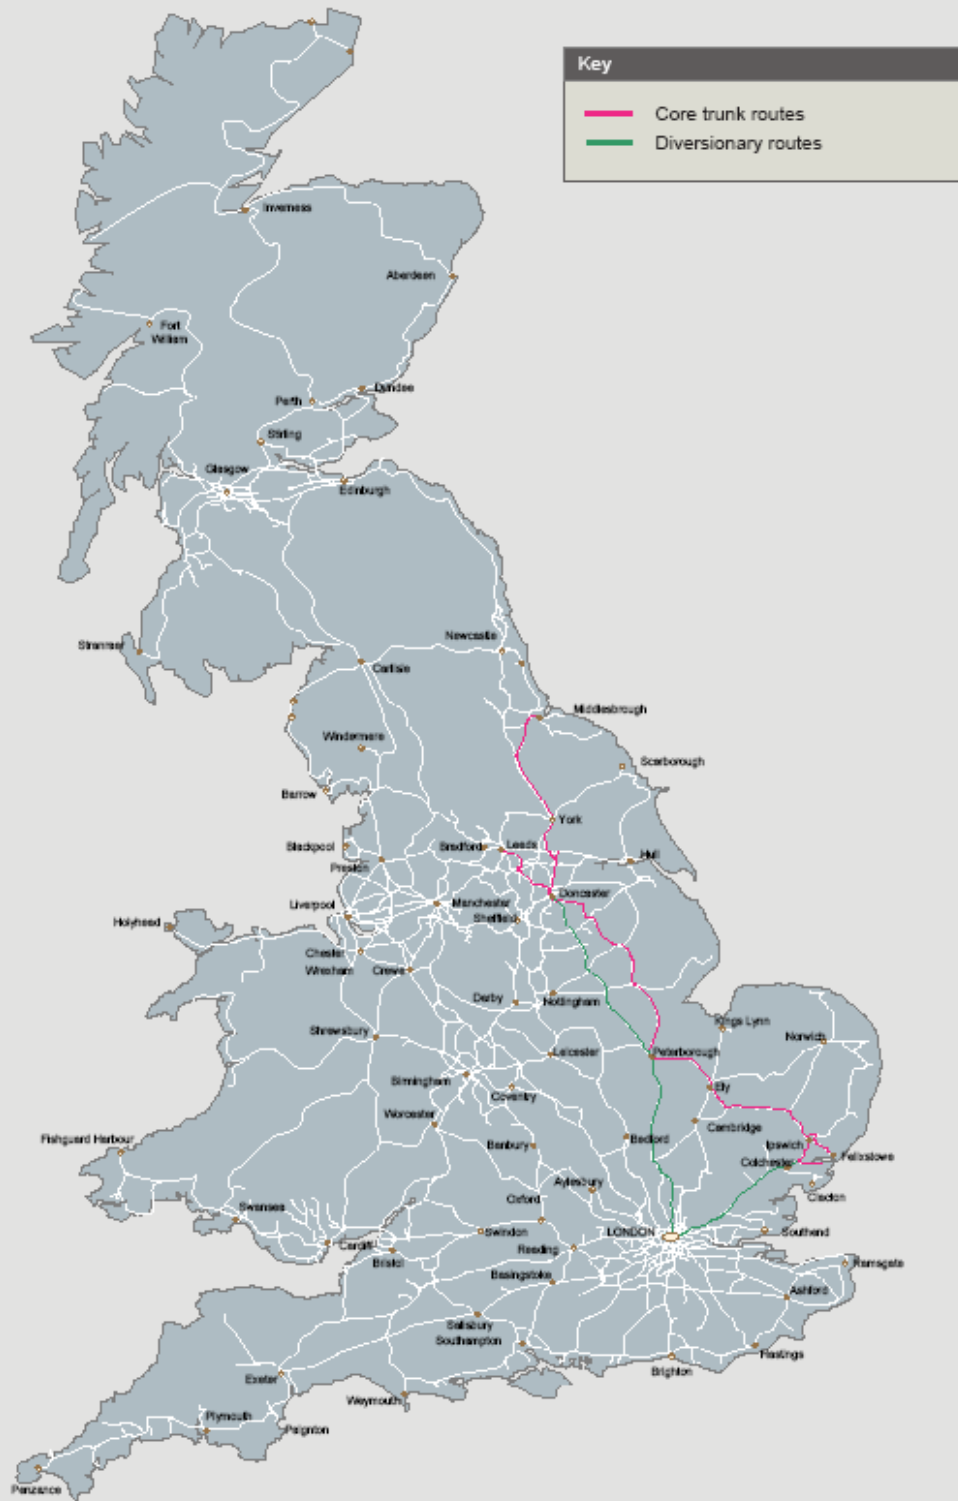 Key
Core trunk routes
Diversionary routes
Inverness
Aberdeen
Fort
William
Dundee
Perth
Stirling
Glasgow
Edinburgh
Newcastle
Stranraer
Carlisle
Middlesbrough
Windermere
Scarborough
Barrow
York
Blackpool
Bradford
Leeds
Hull
Preston
Doncaster
Liverpool
Manchester
Holyhead
Sheffield
Chester
Wrexham
Crewe
Derby
Nottingham
Kings Lynn
Shrewsbury
Norwich
Leicester
Peterborough
Birmingham
Ely
Coventry
Worcester
Cambridge
Fishguard Harbour
Banbury
Bedford
Ipswich
Felixstowe
Colchester
Aylesbury
Clacton
Oxford
Swansea
Swindon
LONDON
Southend
Cardiff
Reading
Bristol
Ramsgate
Basingstoke
Ashford
Salisbury
Southampton
Hastings
Brighton
Exeter
Weymouth
Plymouth
Paignton
Penzance